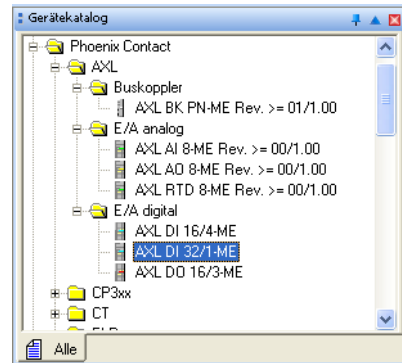 Gerätekatalog
Phoenix Contact
AXL
Buskoppler
AXL BK PN-ME Rev. >= 01/1.00
E/A analog
AXL AI 8-ME Rev. >= 00/1.00
AXL AO 8-ME Rev. >= 00/1.00
AXL RTD 8-ME Rev. >= 00/1.00
E/A digital
AXL DI 16/4-ME
AXL DI 32/1-ME
AXL DO 16/3-ME
CP3xx
CT
Alle